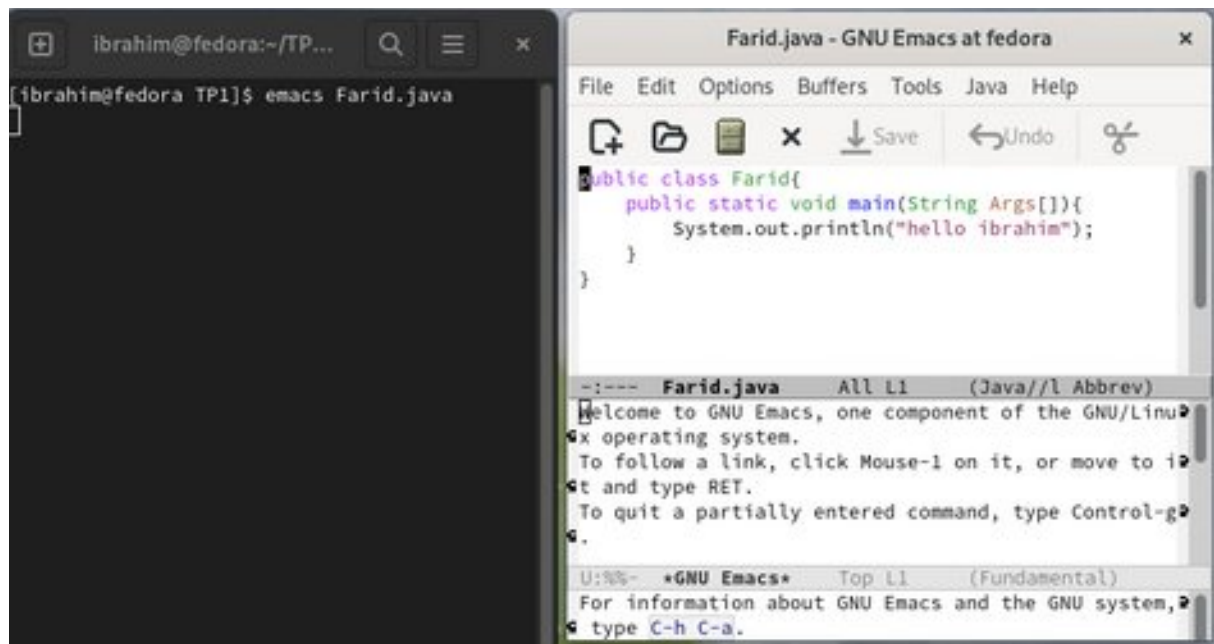 ibrahim@fedora:~/TP...
[ibrahim@fedora TP1]$ emacs Farid.java
Farid.java - GNU Emacs at fedora
File Edit Options Buffers Tools Java Help
Save Undo
public class Farid{
    public static void main(String Args[]){
        System.out.println("hello ibrahim");
    }
}
-:--- Farid.java All L1 (Java//l Abbrev)
Welcome to GNU Emacs, one component of the GNU/Linu
x operating system.
To follow a link, click Mouse-1 on it, or move to i
t and type RET.
To quit a partially entered command, type Control-g
.
U:%%- *GNU Emacs* Top L1 (Fundamental)
For information about GNU Emacs and the GNU system,
type C-h C-a.